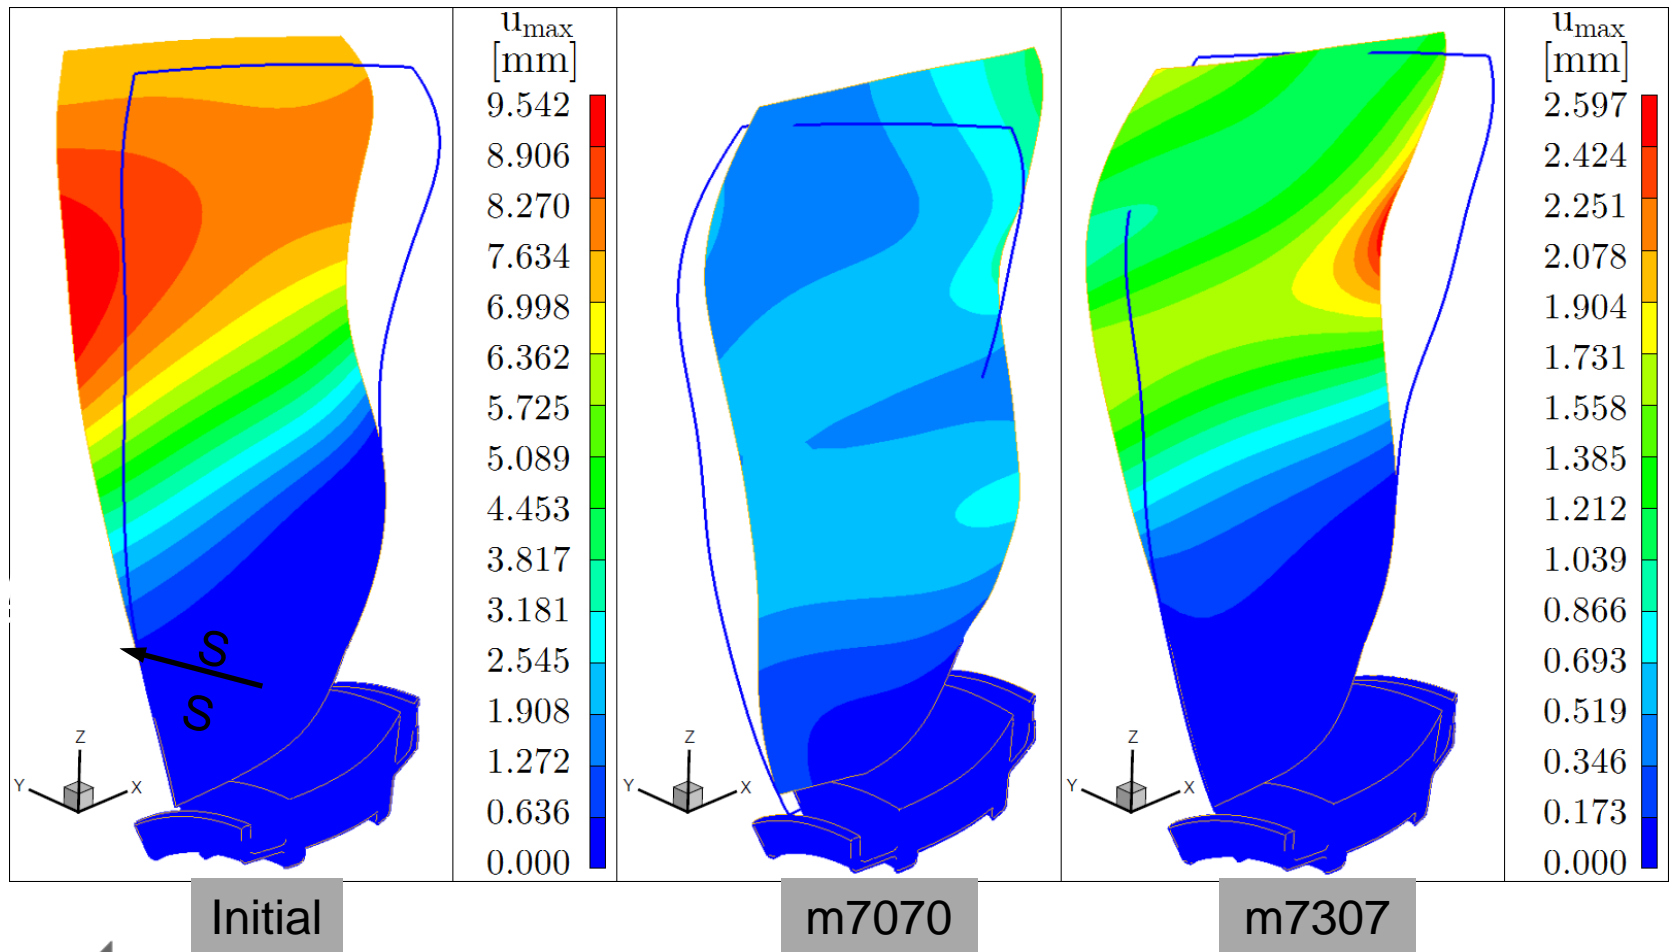 u_max
[mm]
9.542
8.906
8.270
7.634
6.998
6.362
5.725
5.089
4.453
3.817
3.181
2.545
1.908
1.272
0.636
0.000
u_max
[mm]
2.597
2.424
2.251
2.078
1.904
1.731
1.558
1.385
1.212
1.039
0.866
0.693
0.519
0.346
0.173
0.000
S
S
Z
Y
X
Z
Y
X
Z
Y
X
Initial
m7070
m7307